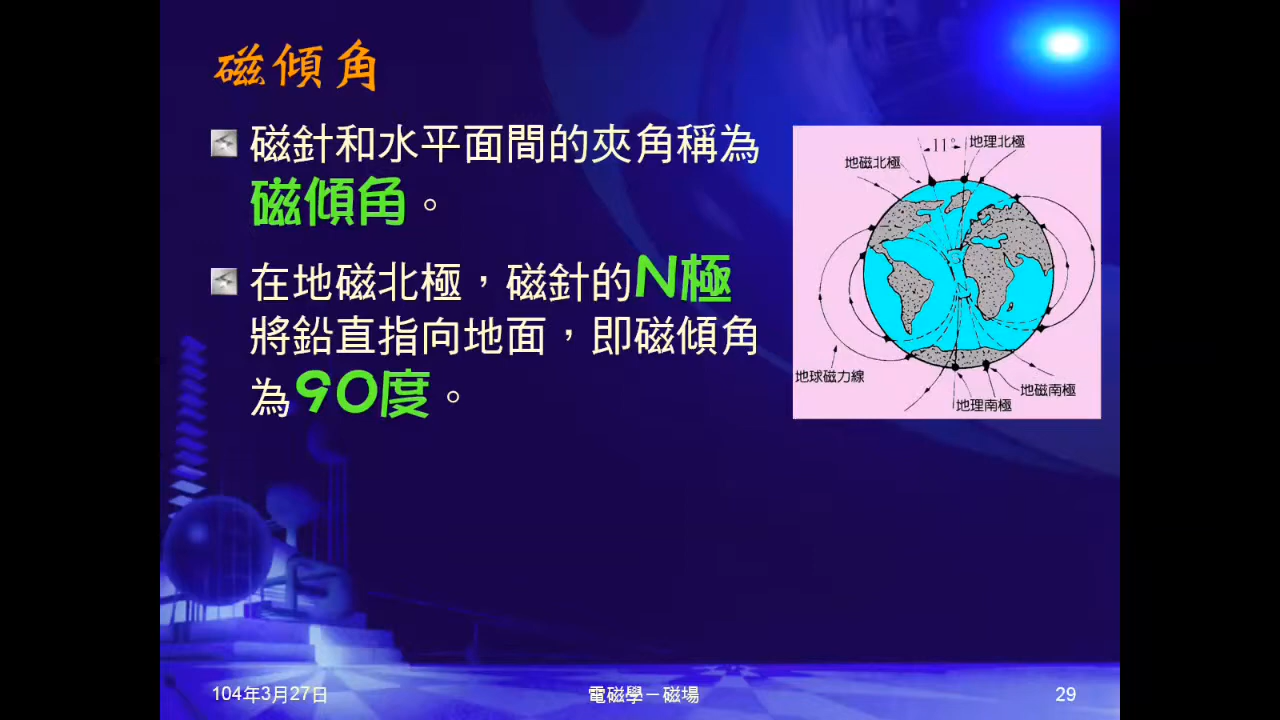 磁傾角
磁針和水平面間的夾角稱為
磁傾角。
在地磁北極，磁針的N極
將鉛直指向地面，即磁傾角
為90度。
11°
地理北極
地磁北極
S
N
地球磁力線
地磁南極
地理南極
104年3月27日
電磁學－磁場
29